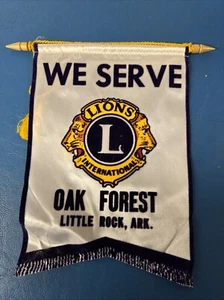 WE SERVE
LIONS
L
INTERNATIONAL
OAK FOREST
LITTLE ROCK, ARK.